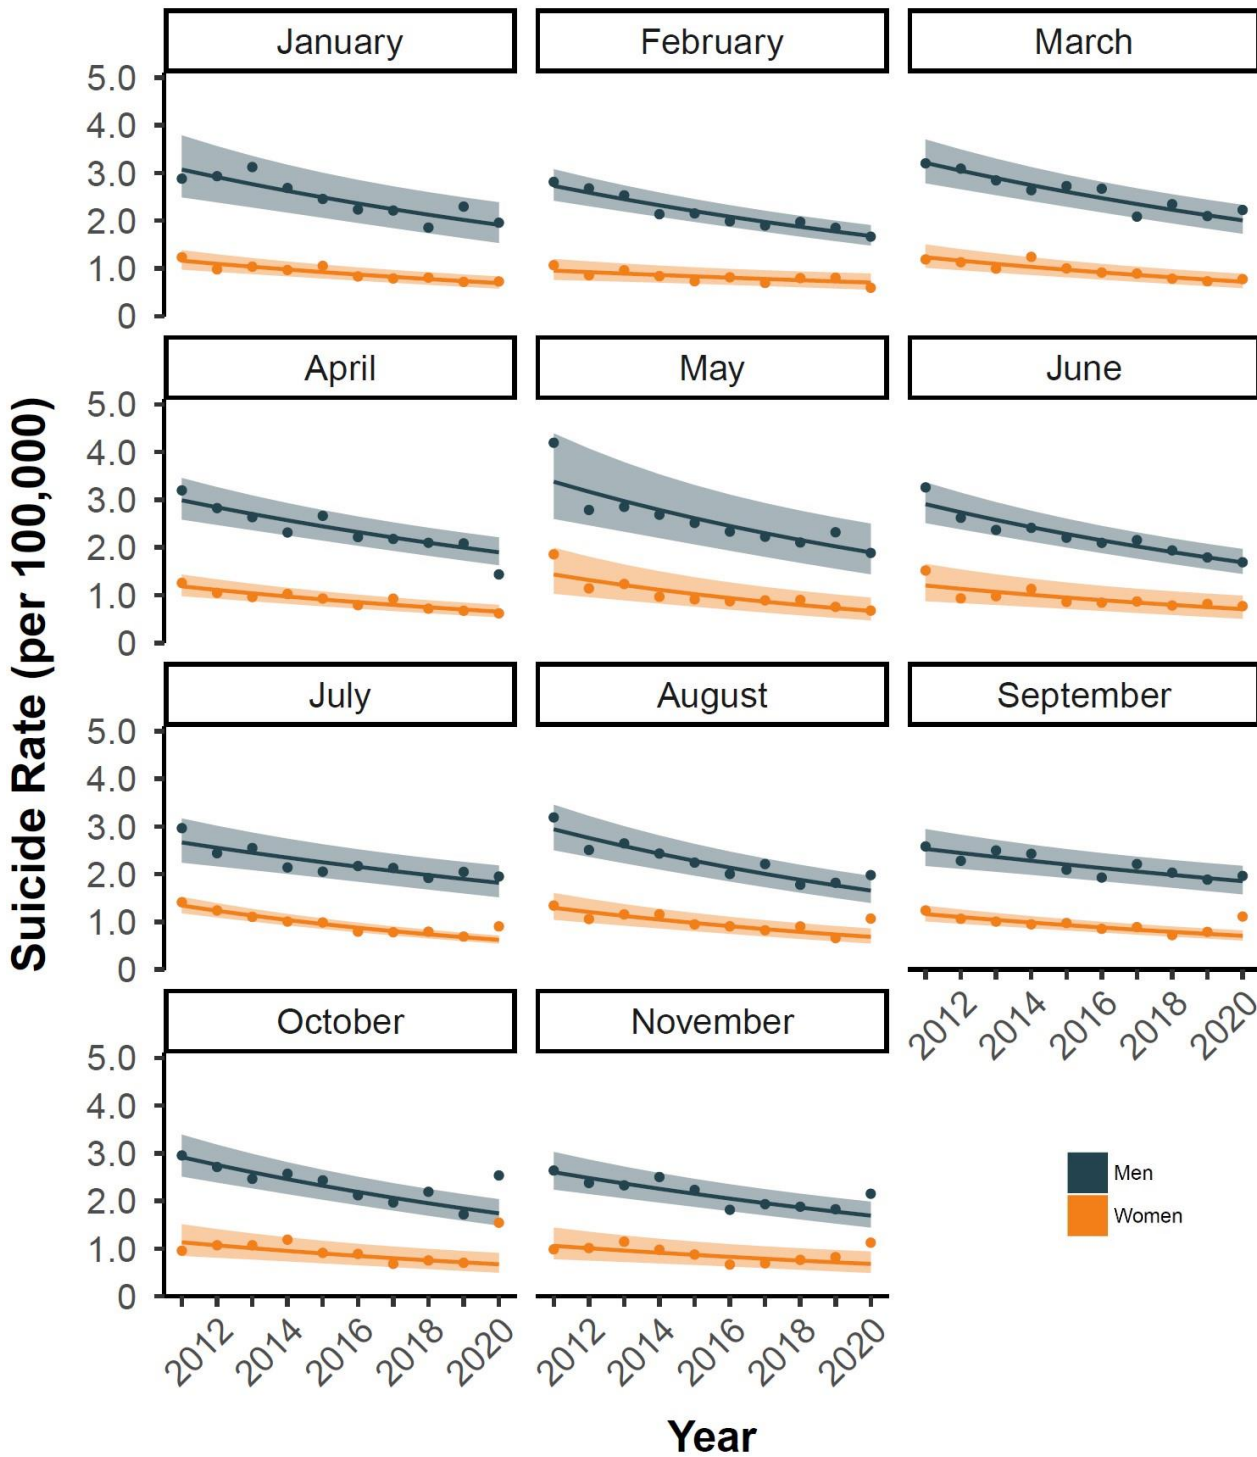 January February March
5.0
4.0
3.0
2.0
1.0
0
April May June
5.0
4.0
3.0
2.0
1.0
0
July August September
5.0
4.0
3.0
2.0
1.0
0
2012 2014 2016 2018 2020
October November
5.0
4.0
3.0
2.0
1.0
0
2012 2014 2016 2018 2020 2012 2014 2016 2018 2020
Men
Women
Suicide Rate (per 100,000)
Year